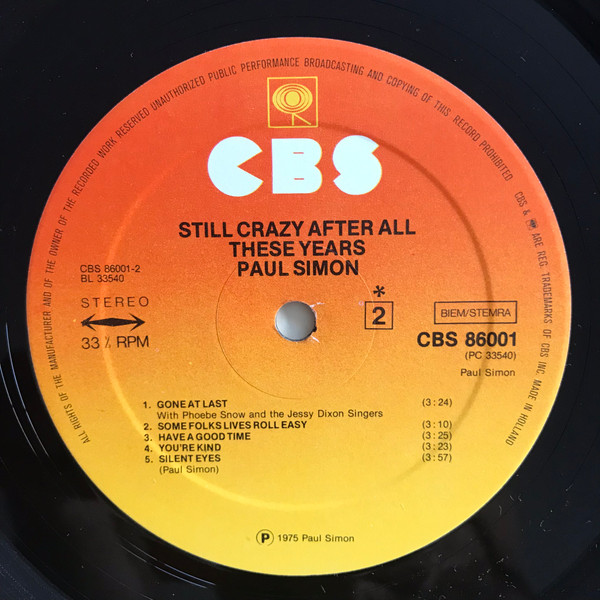 ALL RIGHTS OF THE MANUFACTURER AND OF THE OWNER OF THE RECORDED WORK RESERVED UNAUTHORIZED PUBLIC PERFORMANCE BROADCASTING AND COPYING OF THIS RECORD PROHIBITED
CBS & ARE REG. TRADEMARKS OF CBS INC. MADE IN HOLLAND
CBS
STILL CRAZY AFTER ALL
THESE YEARS
PAUL SIMON
CBS 86001-2
BL 33540
STEREO
33⅓ RPM
*
2
BIEM/STEMRA
CBS 86001
(PC 33540)
Paul Simon
1. GONE AT LAST (3:24)
With Phoebe Snow and the Jessy Dixon Singers
2. SOME FOLKS LIVES ROLL EASY (3:10)
3. HAVE A GOOD TIME (3:25)
4. YOU'RE KIND (3:23)
5. SILENT EYES (3:57)
(Paul Simon)
Ⓟ 1975 Paul Simon